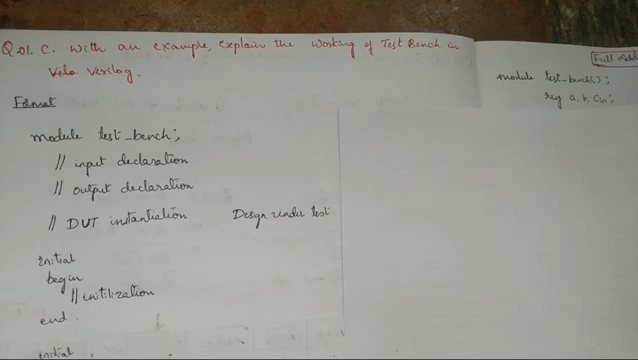 Q.01. C. With an example, explain the working of Test Bench in
Velo Verilog.
Format
module test_bench;
// input declaration
// output declaration
// DUT instantiation Design under test
initial
begin
// initilization
end.
initial
Full Add
module test_bench();
reg a, b, Cin;